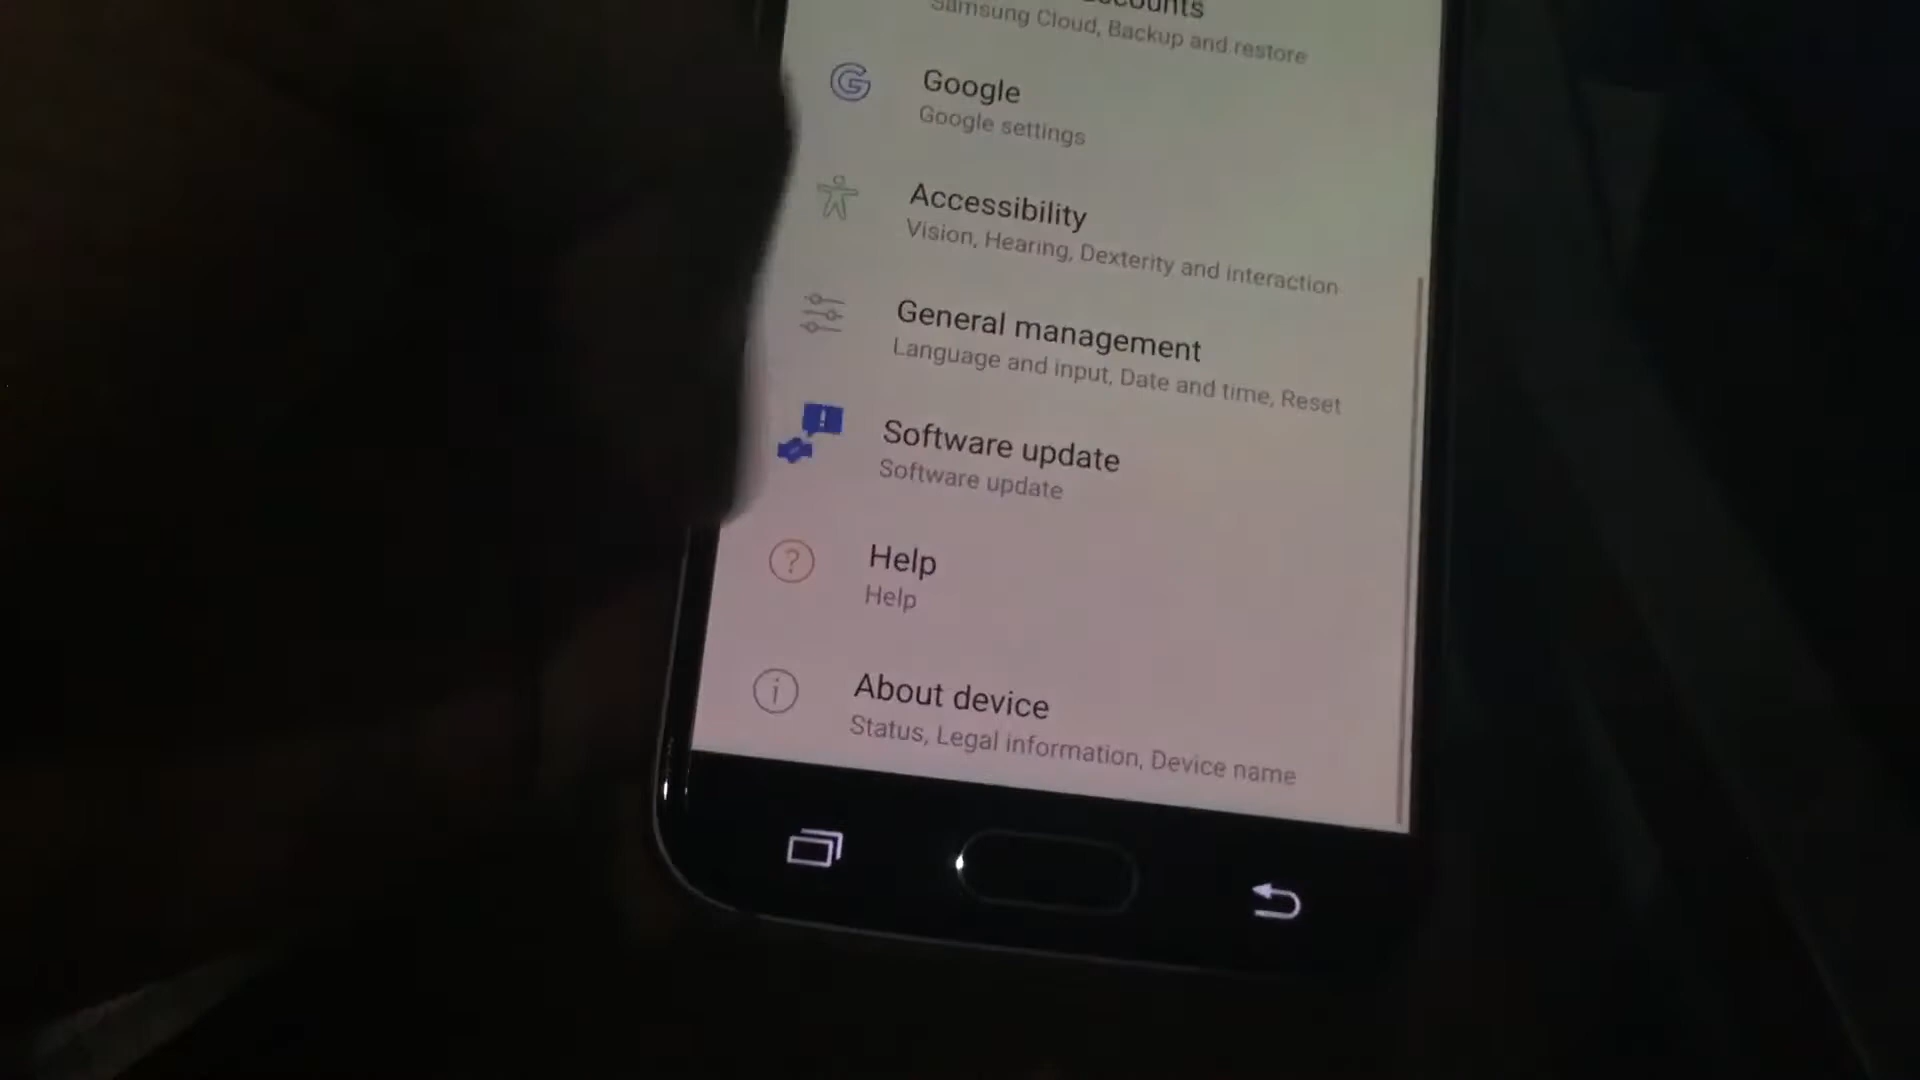 Samsung Cloud, Backup and restore
Google
Google settings
Accessibility
Vision, Hearing, Dexterity and interaction
General management
Language and input, Date and time, Reset
Software update
Software update
Help
Help
About device
Status, Legal information, Device name